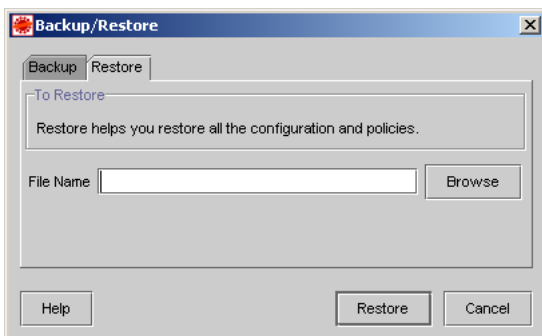 Backup/Restore
Backup Restore
To Restore
Restore helps you restore all the configuration and policies.
File Name Browse
Help Restore Cancel